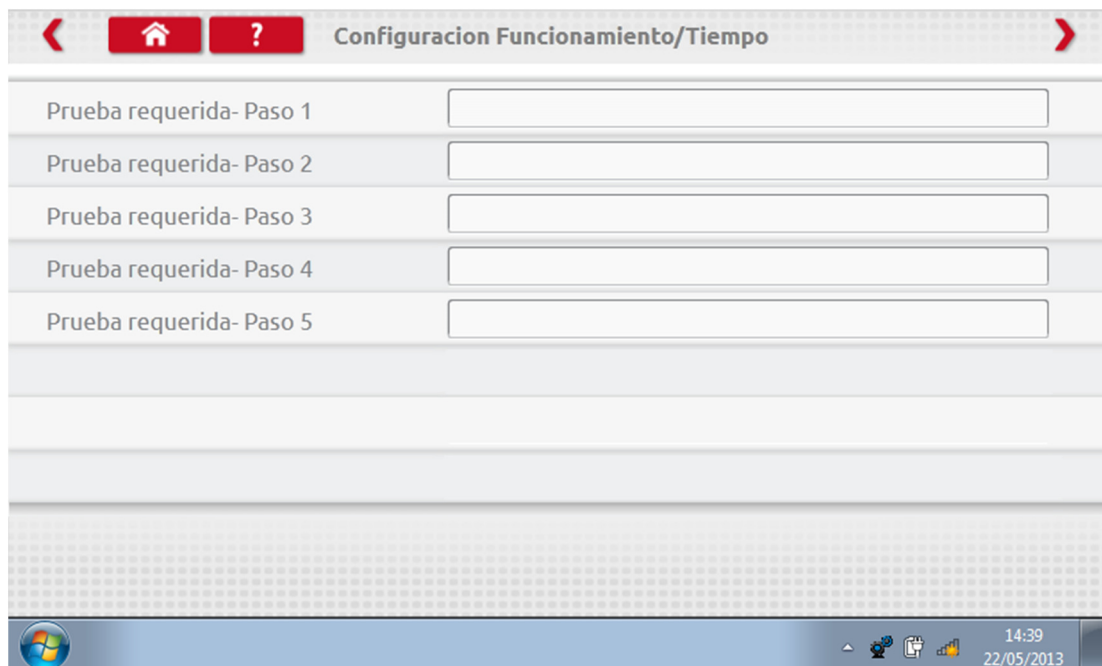 ? Configuracion Funcionamiento/Tiempo
Prueba requerida- Paso 1
Prueba requerida- Paso 2
Prueba requerida- Paso 3
Prueba requerida- Paso 4
Prueba requerida- Paso 5
14:39
22/05/2013